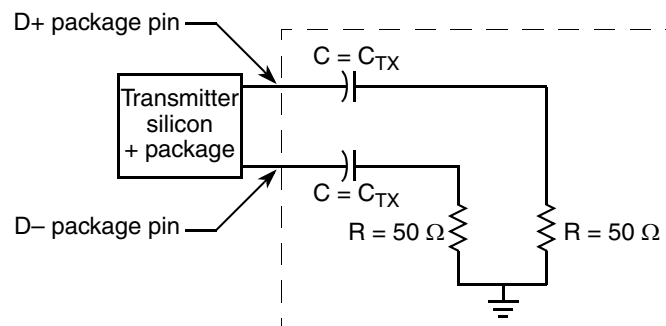 D+ package pin
C = CTX
Transmitter
silicon
+ package
C = CTX
D– package pin
R = 50 Ω
R = 50 Ω